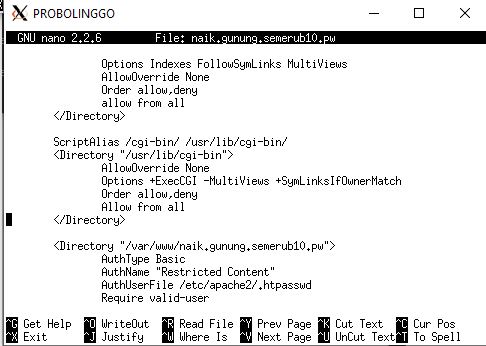 PROBOLINGGO
GNU nano 2.2.6 File: naik.gunung.semerub10.pw
Options Indexes FollowSymLinks MultiViews
AllowOverride None
Order allow,deny
allow from all
</Directory>
ScriptAlias /cgi-bin/ /usr/lib/cgi-bin/
<Directory "/usr/lib/cgi-bin">
AllowOverride None
Options +ExecCGI -MultiViews +SymLinksIfOwnerMatch
Order allow,deny
Allow from all
</Directory>
<Directory "/var/www/naik.gunung.semerub10.pw">
AuthType Basic
AuthName "Restricted Content"
AuthUserFile /etc/apache2/.htpasswd
Require valid-user
^G Get Help ^O WriteOut ^R Read File ^Y Prev Page ^K Cut Text ^C Cur Pos
^X Exit ^J Justify ^W Where Is ^V Next Page ^U UnCut Text ^T To Spell